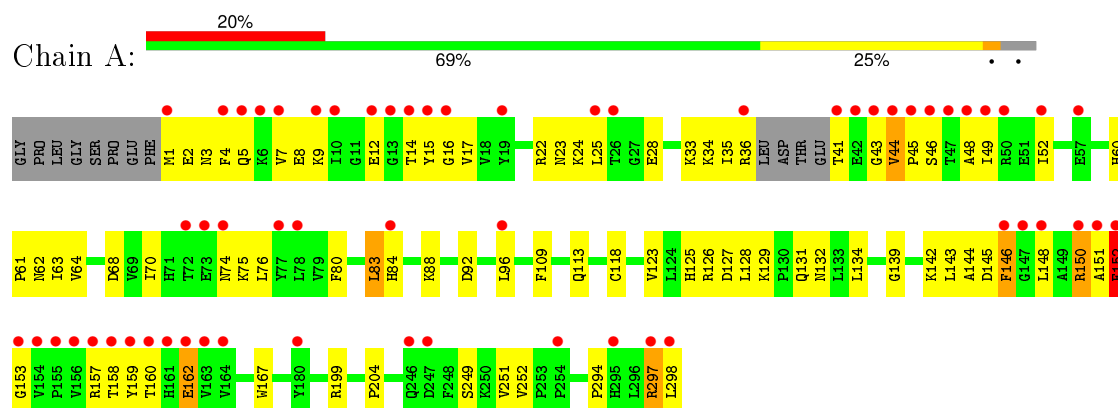 20%
Chain A:
69% 25% • •
GLY PRO LEU GLY SER PRO GLU PHE M1 E2 N3 F4 Q5 K6 V7 E8 K9 I10 G11 E12 G13 T14 Y15 G16 V17 V18 Y19 R22 N23 K24 L25 T26 G27 E28 K33 K34 I35 R36 LEU ASP THR GLU T41 E42 G43 V44 P45 S46 T47 A48 I49 R50 E51 I52 E57 H60
P61 N62 I63 V64 D68 V69 I70 H71 T72 E73 N74 K75 L76 Y77 L78 V79 F80 L83 H84 K88 D92 L96 F109 Q113 C118 V123 L124 H125 R126 D127 L128 K129 P130 Q131 N132 L133 L134 G139 K142 L143 A144 D145 F146 G147 L148 A149 R150 A151
G153 V154 P155 V156 R157 T158 Y159 T160 H161 E162 V163 V164 W167 Y180 R199 P204 Q246 D247 F248 S249 K250 V251 V252 P253 P254 P294 H295 L296 R297 L298